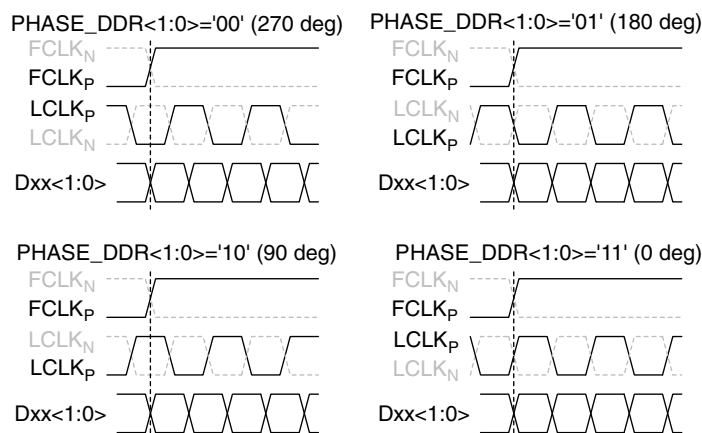 PHASE_DDR<1:0>='00' (270 deg)
FCLKN
FCLKP
LCLKP
LCLKN
Dxx<1:0>
PHASE_DDR<1:0>='01' (180 deg)
FCLKN
FCLKP
LCLKN
LCLKP
Dxx<1:0>
PHASE_DDR<1:0>='10' (90 deg)
FCLKN
FCLKP
LCLKN
LCLKP
Dxx<1:0>
PHASE_DDR<1:0>='11' (0 deg)
FCLKN
FCLKP
LCLKP
LCLKN
Dxx<1:0>